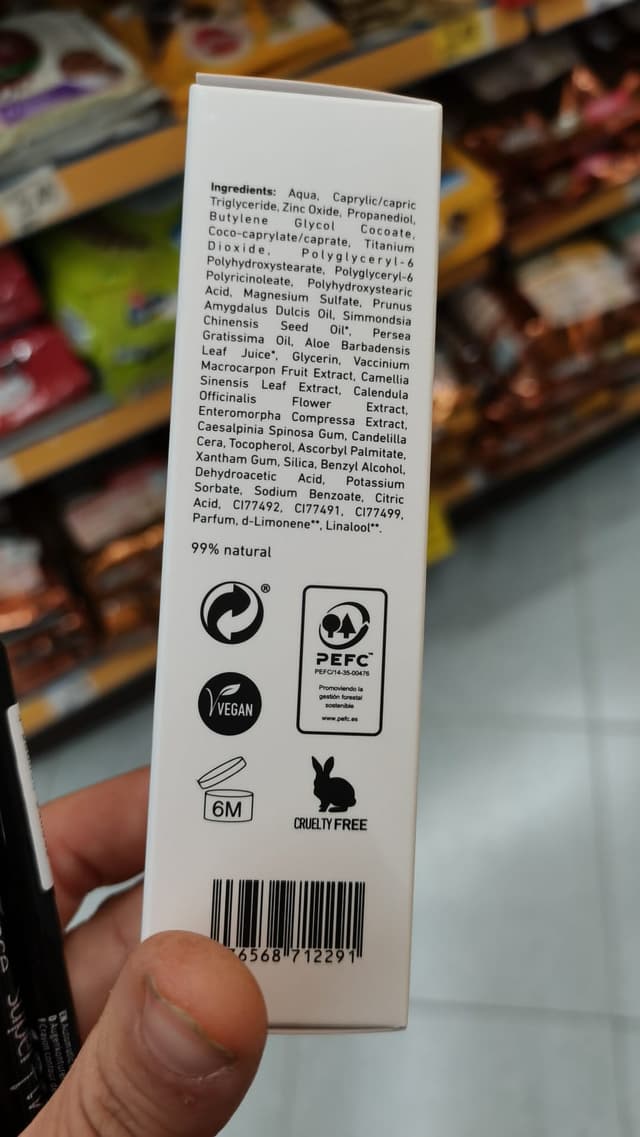 Ingredients: Aqua, Caprylic/capric
Triglyceride, Zinc Oxide, Propanediol,
Butylene Glycol Cocoate,
Coco-caprylate/caprate, Titanium
Dioxide, Polyglyceryl-6
Polyhydroxystearate, Polyglyceryl-6
Polyricinoleate, Polyhydroxystearic
Acid, Magnesium Sulfate, Prunus
Amygdalus Dulcis Oil, Simmondsia
Chinensis Seed Oil*, Persea
Gratissima Oil, Aloe Barbadensis
Leaf Juice*, Glycerin, Vaccinium
Macrocarpon Fruit Extract, Camellia
Sinensis Leaf Extract, Calendula
Officinalis Flower Extract,
Enteromorpha Compressa Extract,
Caesalpinia Spinosa Gum, Candelilla
Cera, Tocopherol, Ascorbyl Palmitate,
Xantham Gum, Silica, Benzyl Alcohol,
Dehydroacetic Acid, Potassium
Sorbate, Sodium Benzoate, Citric
Acid, CI77492, CI77491, CI77499,
Parfum, d-Limonene**, Linalool**.
99% natural
®
PEFC™
PEFC/14-35-00476
Promoviendo la
gestión forestal
sostenible
www.pefc.es
VEGAN
6M
CRUELTY FREE
6568 712291